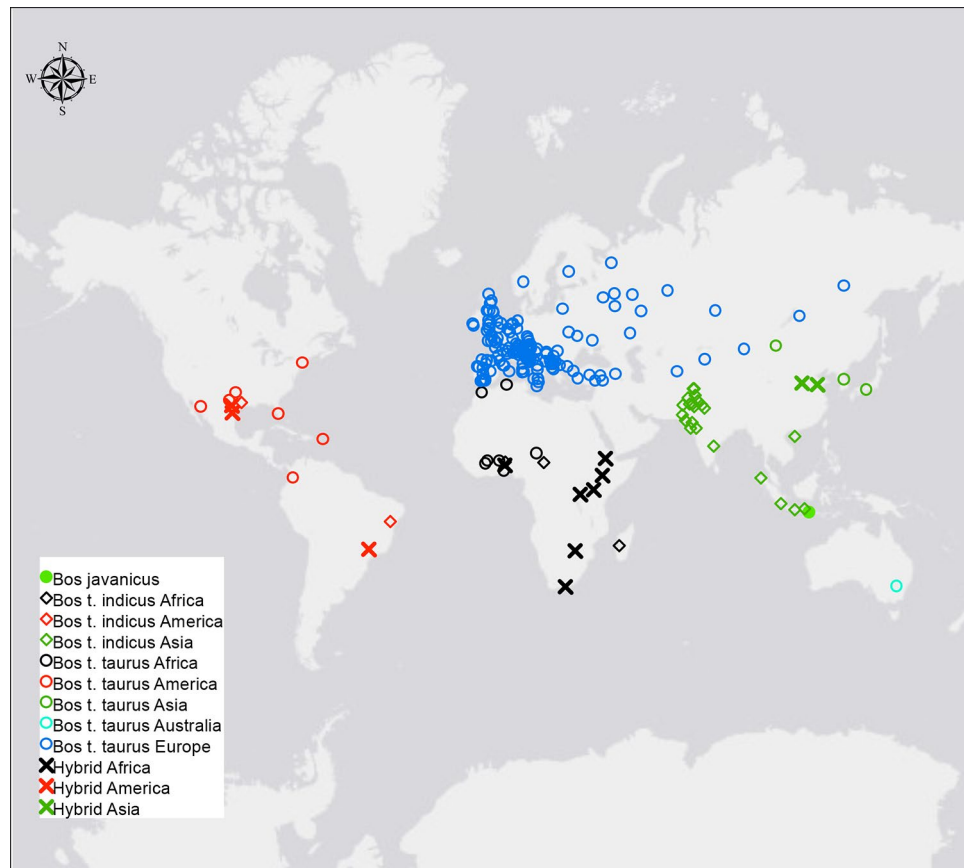 N
W E
S
Bos javanicus
Bos t. indicus Africa
Bos t. indicus America
Bos t. indicus Asia
Bos t. taurus Africa
Bos t. taurus America
Bos t. taurus Asia
Bos t. taurus Australia
Bos t. taurus Europe
Hybrid Africa
Hybrid America
Hybrid Asia